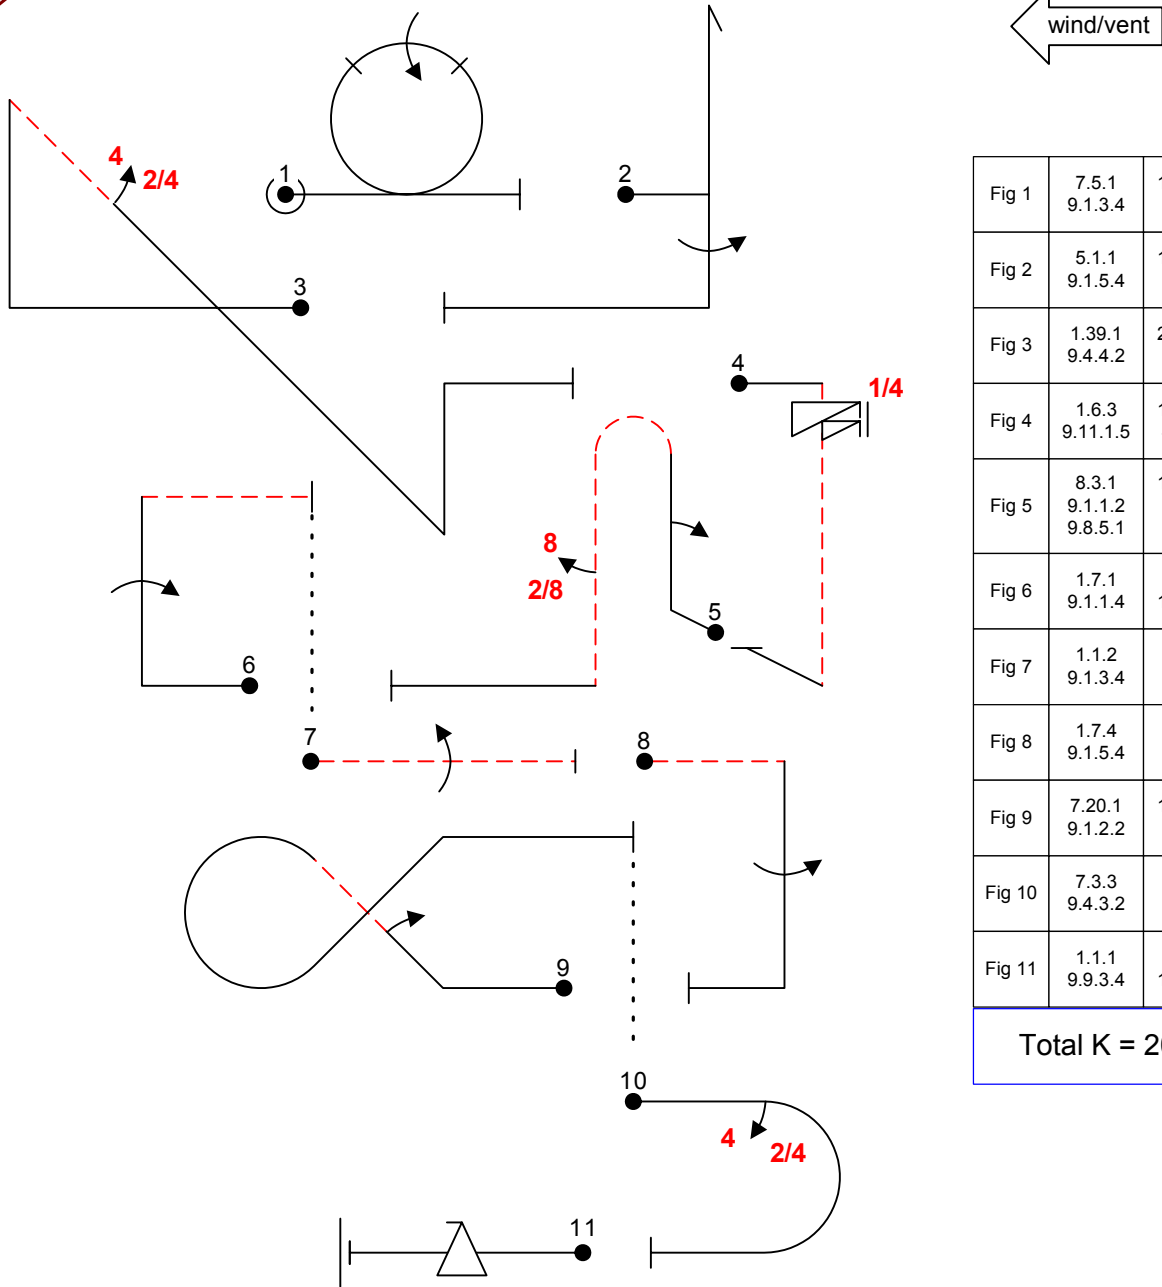 wind/vent
1
2
4
2/4
3
4
1/4
8
2/8
5
6
7
8
9
10
4
2/4
11
Fig 1 7.5.1
9.1.3.4
Fig 2 5.1.1
9.1.5.4
Fig 3 1.39.1
9.4.4.2
Fig 4 1.6.3
9.11.1.5
Fig 5 8.3.1
9.1.1.2
9.8.5.1
Fig 6 1.7.1
9.1.1.4
Fig 7 1.1.2
9.1.3.4
Fig 8 1.7.4
9.1.5.4
Fig 9 7.20.1
9.1.2.2
Fig 10 7.3.3
9.4.3.2
Fig 11 1.1.1
9.9.3.4
Total K =